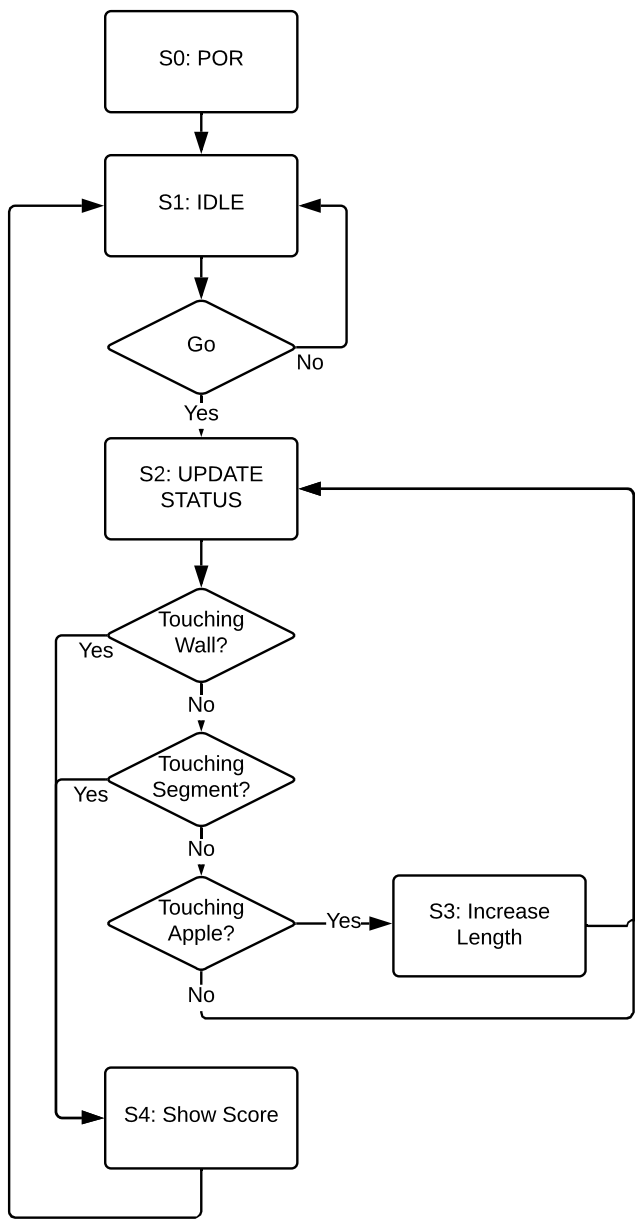 S0: POR
S1: IDLE
Go
No
Yes
S2: UPDATE
STATUS
Touching
Wall?
Yes
No
Touching
Segment?
Yes
No
Touching
Apple?
Yes
S3: Increase
Length
No
S4: Show Score